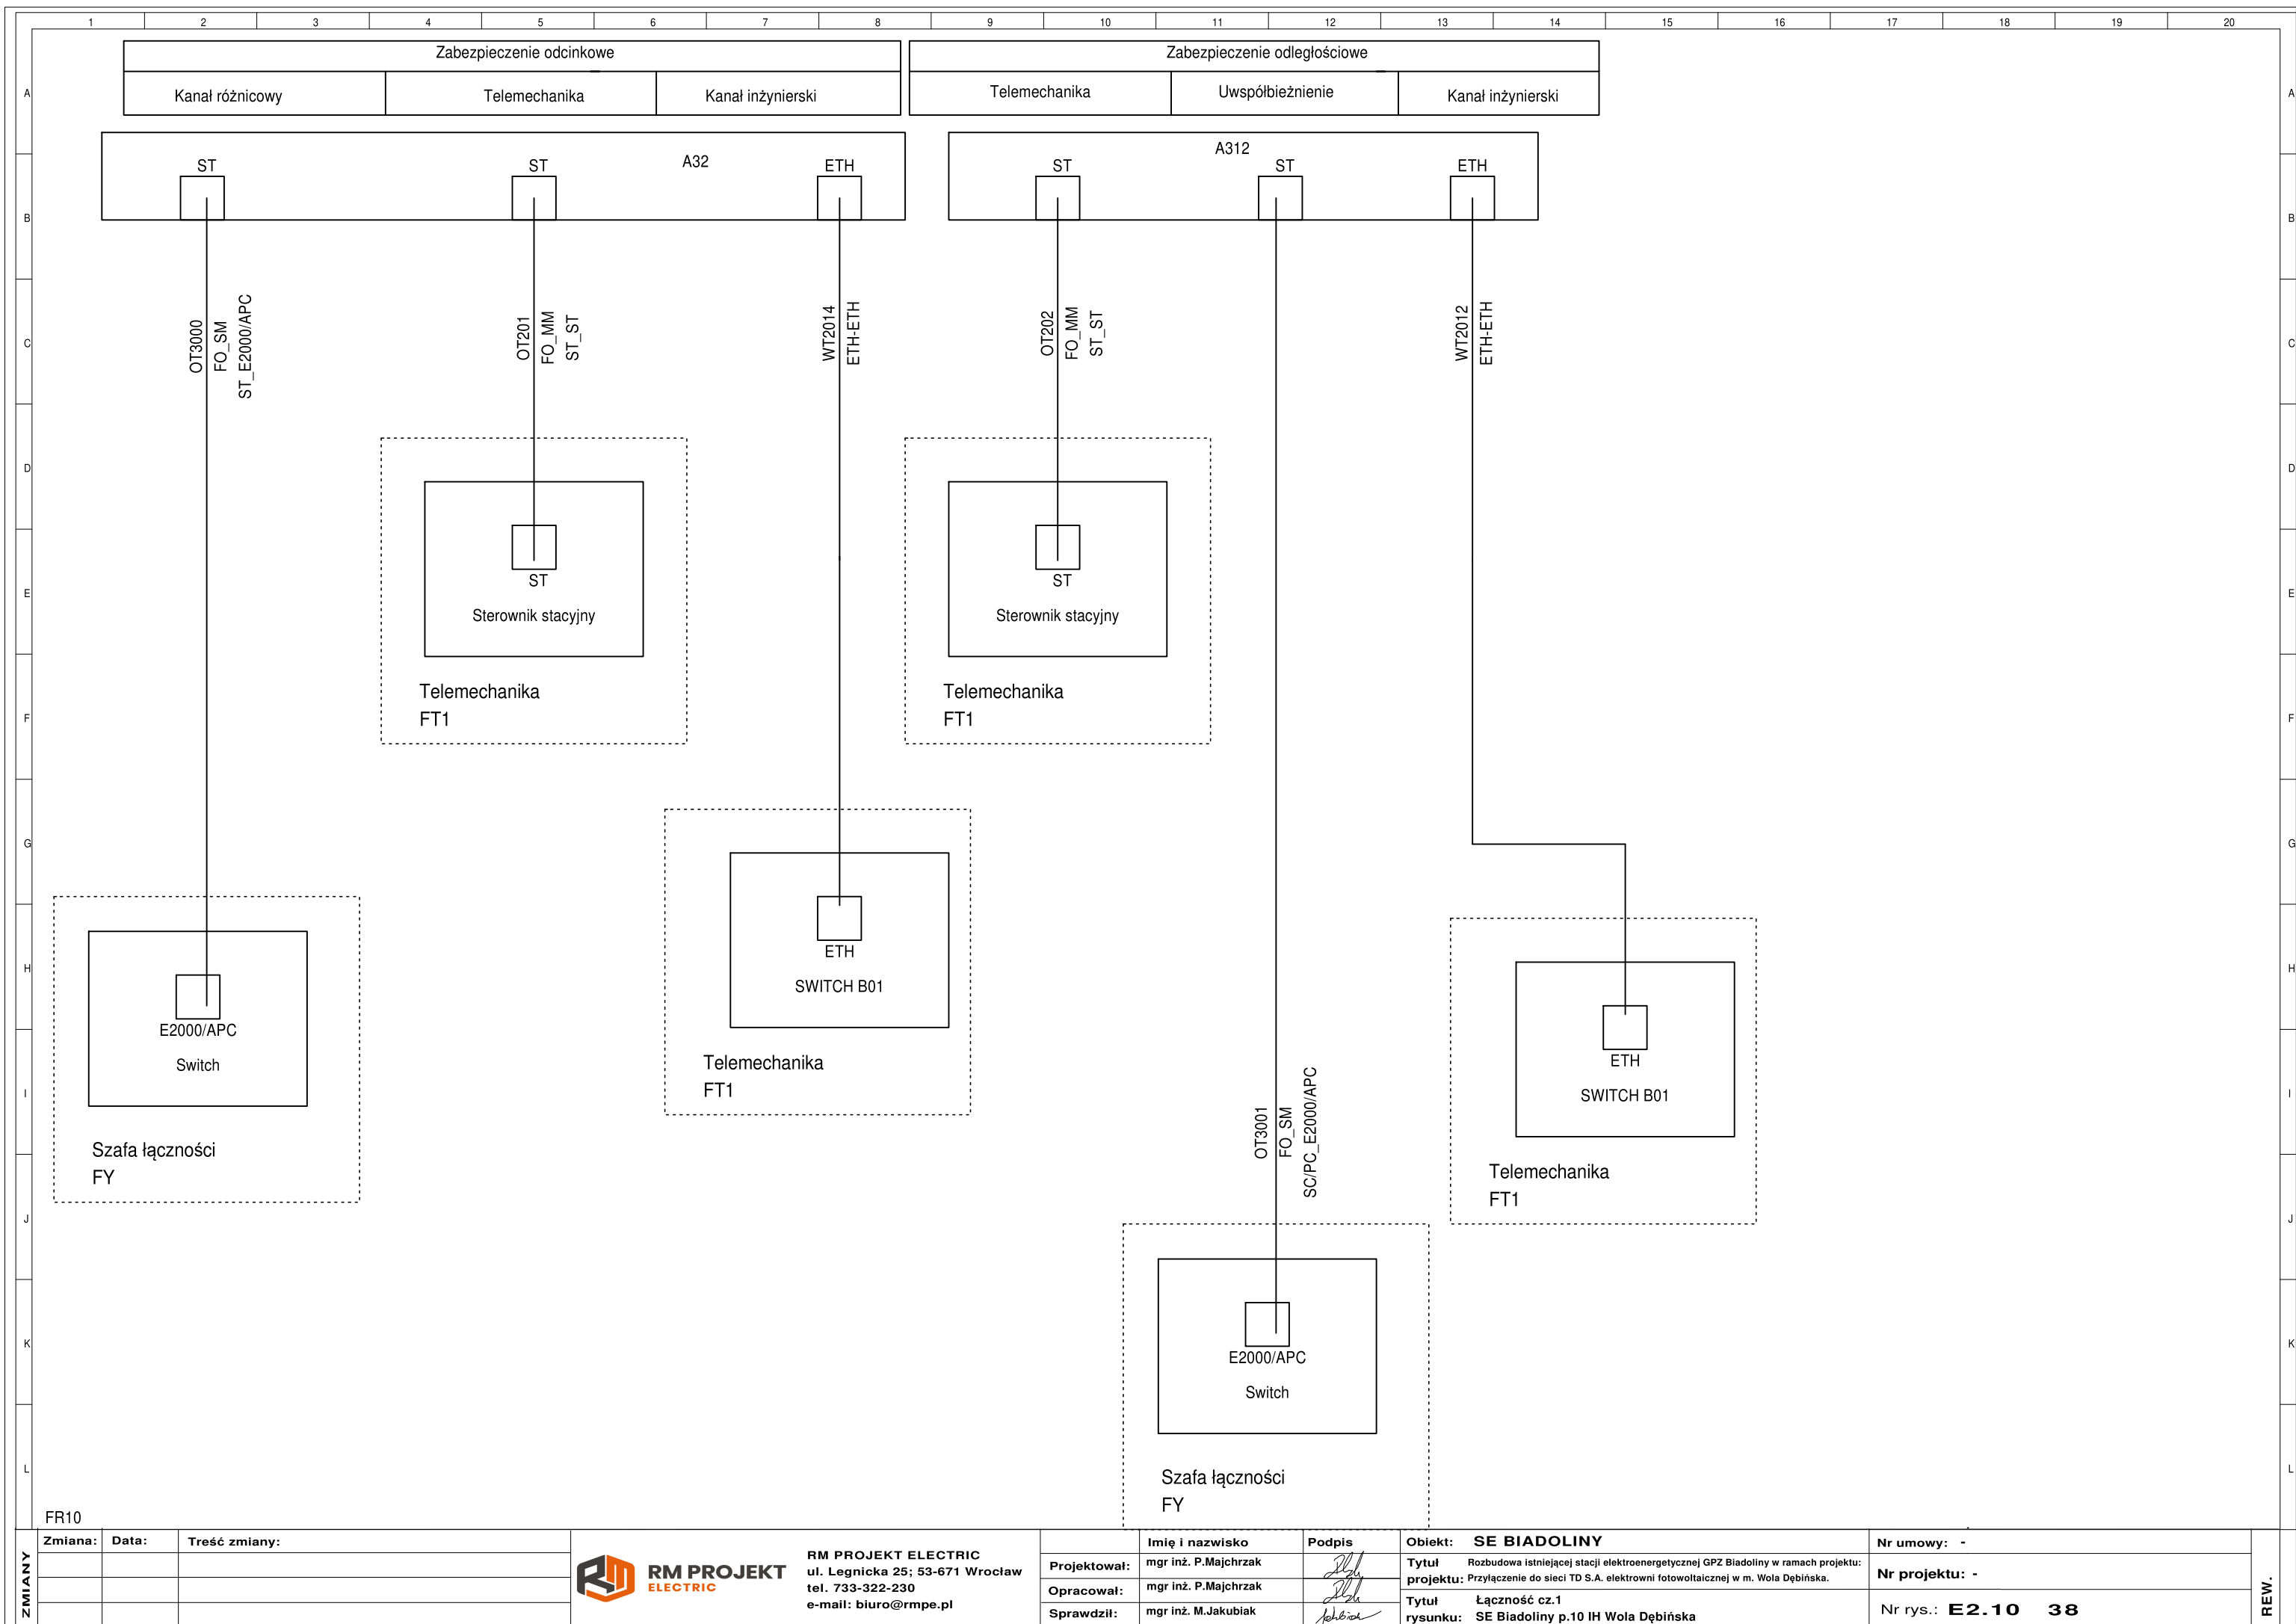 1 2 3 4 5 6 7 8 9 10 11 12 13 14 15 16 17 18 19 20
Zabezpieczenie odcinkowe
Kanał różnicowy Telemechanika Kanał inżynierski
Zabezpieczenie odległościowe
Telemechanika Uwspółbieżnienie Kanał inżynierski
A A
A32
ST ST ETH
A312
ST ST ETH
B B
OT3000
FO_SM
ST_E2000/APC
OT201
FO_MM
ST_ST
WT2014
ETH-ETH
OT202
FO_MM
ST_ST
WT2012
ETH-ETH
C C
D D
ST
Sterownik stacyjny
Telemechanika
FT1
ST
Sterownik stacyjny
Telemechanika
FT1
E E
F F
G G
ETH
SWITCH B01
Telemechanika
FT1
H H
E2000/APC
Switch
Szafa łączności
FY
ETH
SWITCH B01
Telemechanika
FT1
I I
OT3001
FO_SM
SC/PC_E2000/APC
J J
E2000/APC
Switch
Szafa łączności
FY
K K
L L
FR10
ZMIANY
Zmiana: Data: Treść zmiany:
RM PROJEKT
ELECTRIC
RM PROJEKT ELECTRIC
ul. Legnicka 25; 53-671 Wrocław
tel. 733-322-230
e-mail: biuro@rmpe.pl
Imię i nazwisko Podpis
Projektował: mgr inż. P.Majchrzak
Opracował: mgr inż. P.Majchrzak
Sprawdził: mgr inż. M.Jakubiak
Obiekt: SE BIADOLINY
Tytuł projektu: Rozbudowa istniejącej stacji elektroenergetycznej GPZ Biadoliny w ramach projektu:
Przyłączenie do sieci TD S.A. elektrowni fotowoltaicznej w m. Wola Dębińska.
Tytuł rysunku: Łączność cz.1
SE Biadoliny p.10 IH Wola Dębińska
Nr umowy: -
Nr projektu: -
Nr rys.: E2.10 38
REW.